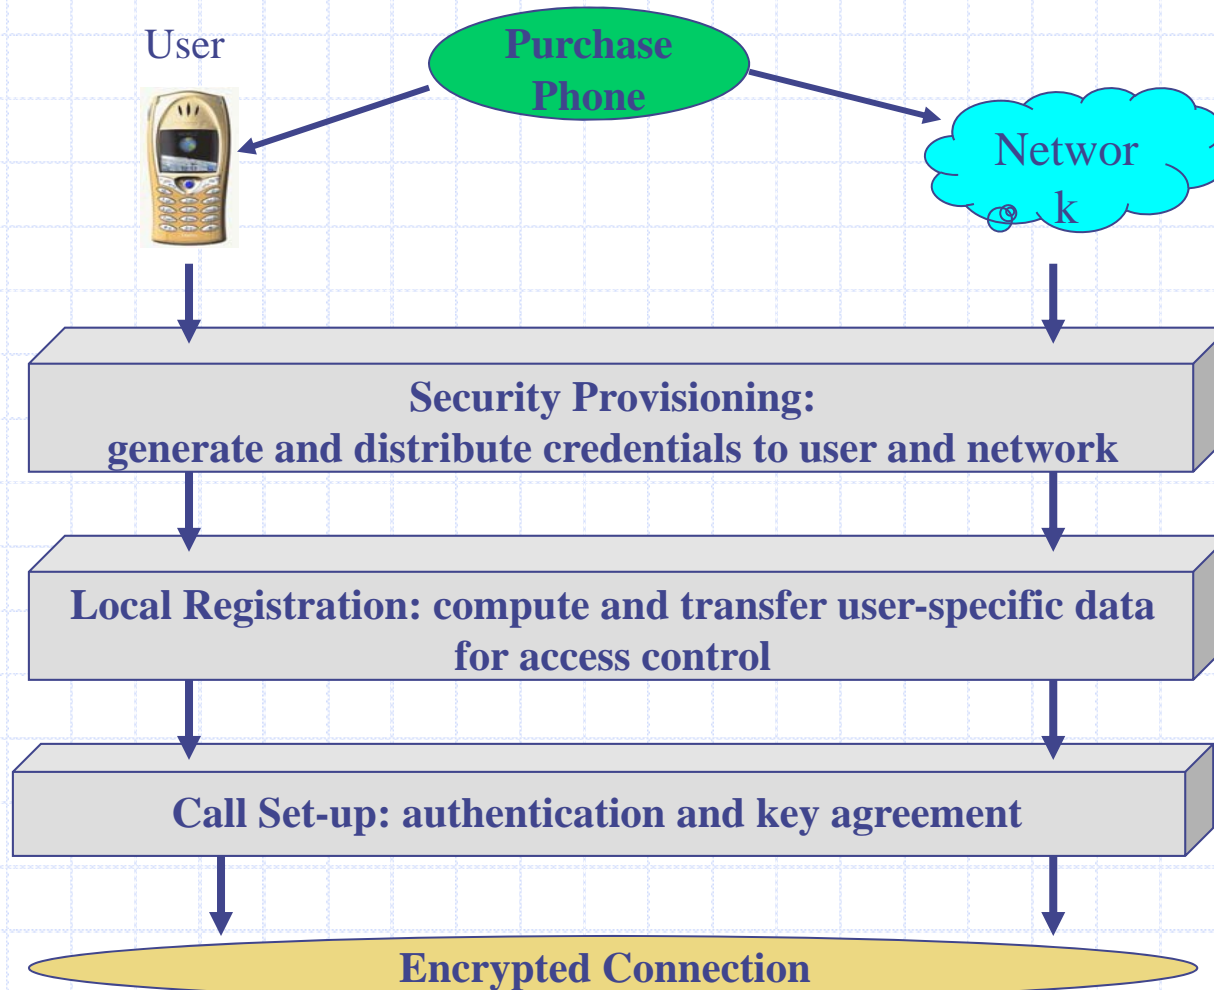 User
Purchase
Phone
Networ
k
Security Provisioning:
generate and distribute credentials to user and network
Local Registration: compute and transfer user-specific data
for access control
Call Set-up: authentication and key agreement
Encrypted Connection